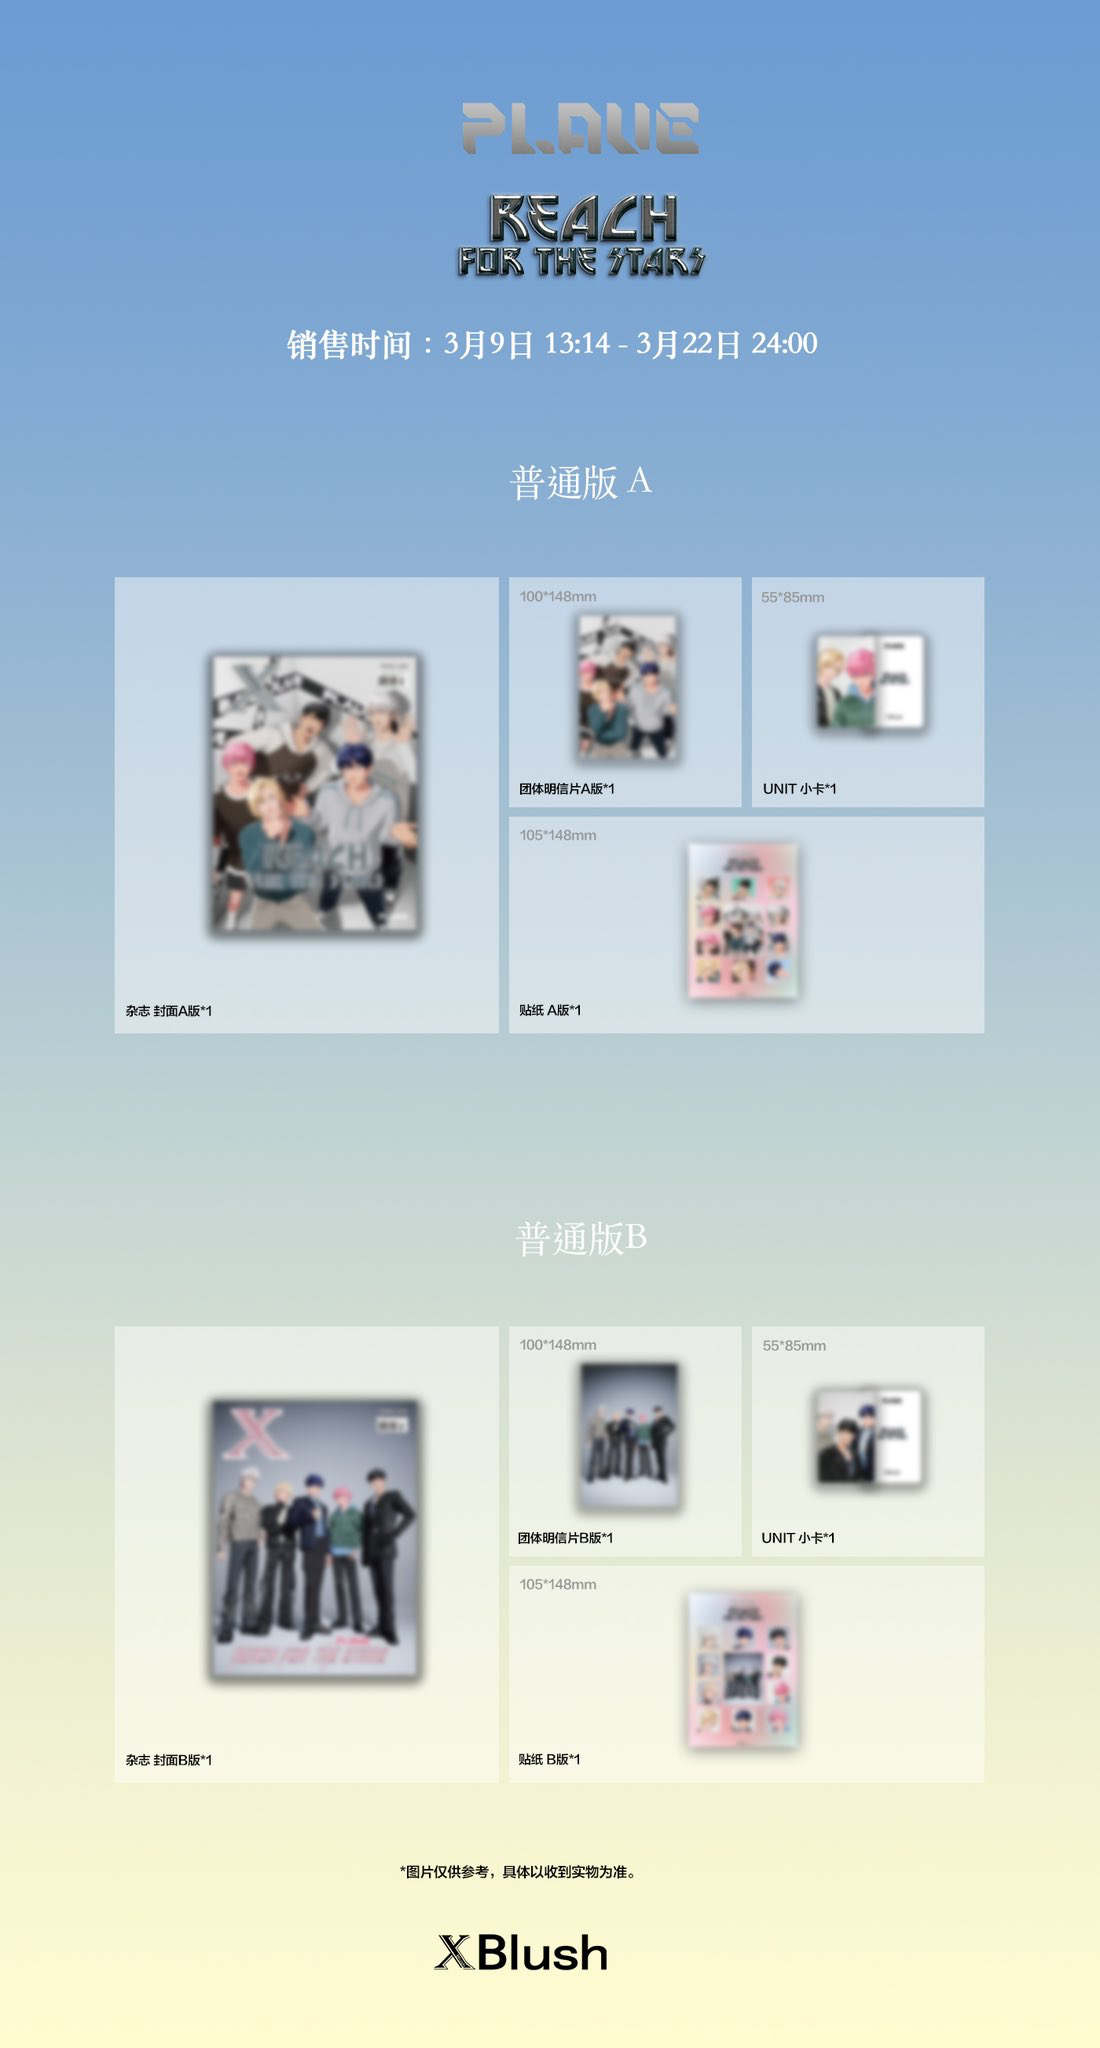 PLAVE
REACH
FOR THE STARS
销售时间：3月9日 13:14 - 3月22日 24:00
普通版 A
100*148mm
55*85mm
团体明信片A版*1
UNIT 小卡*1
105*148mm
杂志 封面A版*1
贴纸 A版*1
普通版B
100*148mm
55*85mm
X
团体明信片B版*1
UNIT 小卡*1
105*148mm
杂志 封面B版*1
贴纸 B版*1
*图片仅供参考，具体以收到实物为准。
XBlush